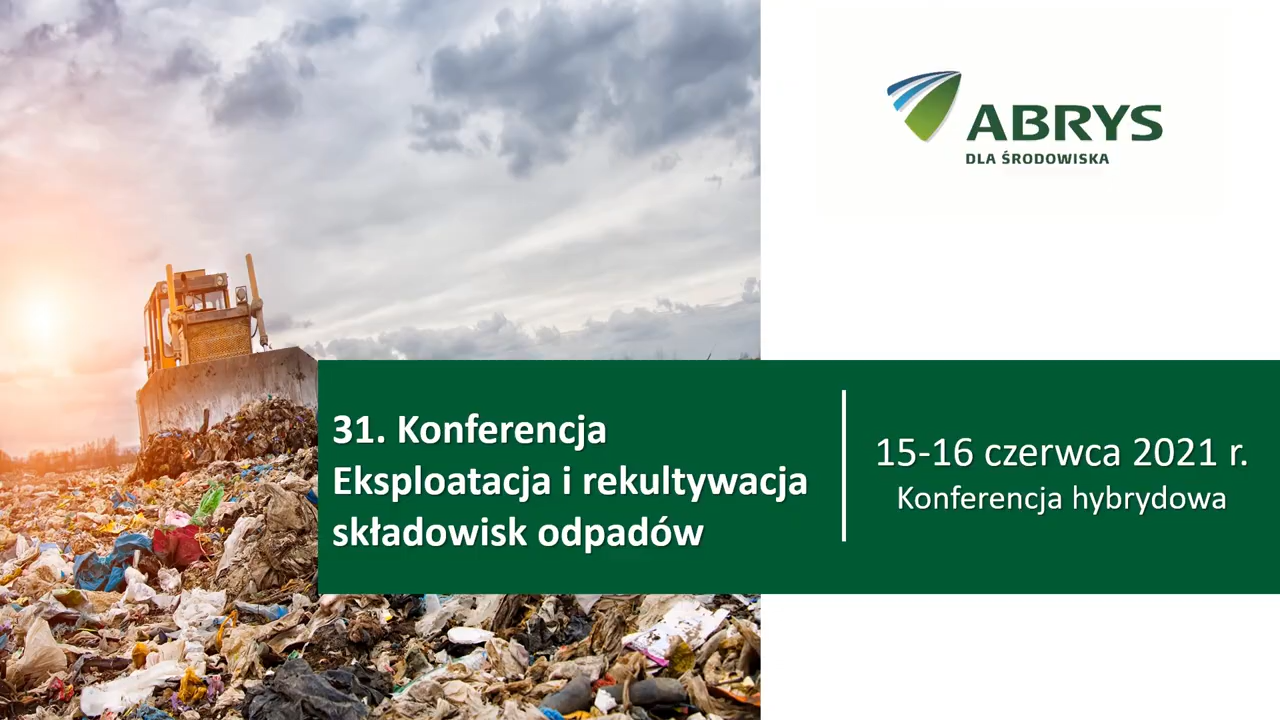 ABRYS
DLA ŚRODOWISKA
31. Konferencja
Eksploatacja i rekultywacja
składowisk odpadów
15-16 czerwca 2021 r.
Konferencja hybrydowa